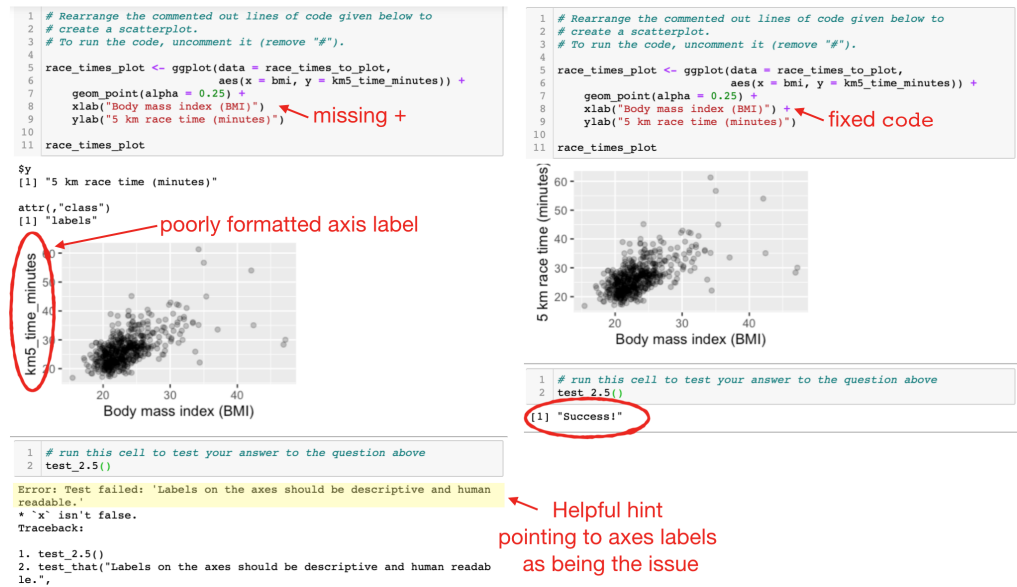 1 # Rearrange the commented out lines of code given below to
2 # create a scatterplot.
3 # To run the code, uncomment it (remove "#").
4
5 race_times_plot <- ggplot(data = race_times_to_plot,
6 aes(x = bmi, y = km5_time_minutes)) +
7 geom_point(alpha = 0.25) +
8 xlab("Body mass index (BMI)")
9 ylab("5 km race time (minutes)")
10
11 race_times_plot
missing +
$y
[1] "5 km race time (minutes)"
attr(,"class")
[1] "labels"
poorly formatted axis label
km5_time_minutes
60
50
40
30
20
20 30 40
Body mass index (BMI)
1 # run this cell to test your answer to the question above
2 test_2.5()
Error: Test failed: 'Labels on the axes should be descriptive and human
readable.'
* `x` isn't false.
Traceback:
1. test_2.5()
2. test_that("Labels on the axes should be descriptive and human readab
le.",
Helpful hint
pointing to axes labels
as being the issue
1 # Rearrange the commented out lines of code given below to
2 # create a scatterplot.
3 # To run the code, uncomment it (remove "#").
4
5 race_times_plot <- ggplot(data = race_times_to_plot,
6 aes(x = bmi, y = km5_time_minutes)) +
7 geom_point(alpha = 0.25) +
8 xlab("Body mass index (BMI)") +
9 ylab("5 km race time (minutes)")
10
11 race_times_plot
fixed code
5 km race time (minutes)
60
50
40
30
20
20 30 40
Body mass index (BMI)
1 # run this cell to test your answer to the question above
2 test_2.5()
[1] "Success!"